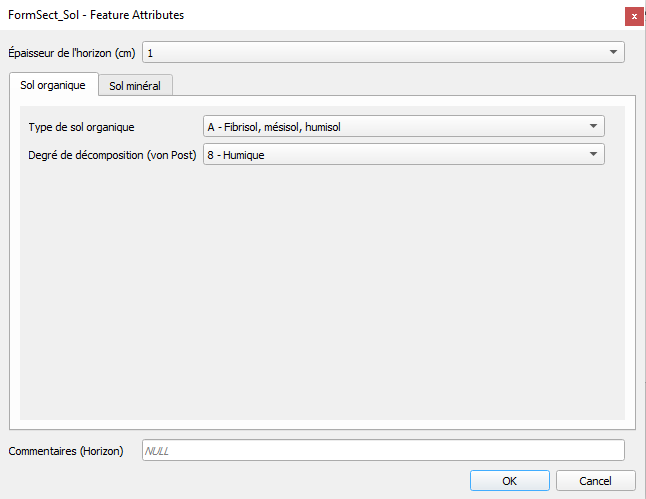 FormSect_Sol - Feature Attributes
x
Épaisseur de l'horizon (cm) 1
Sol organique Sol minéral
Type de sol organique A - Fibrisol, mésisol, humisol
Degré de décomposition (von Post) 8 - Humique
Commentaires (Horizon) NULL
OK Cancel